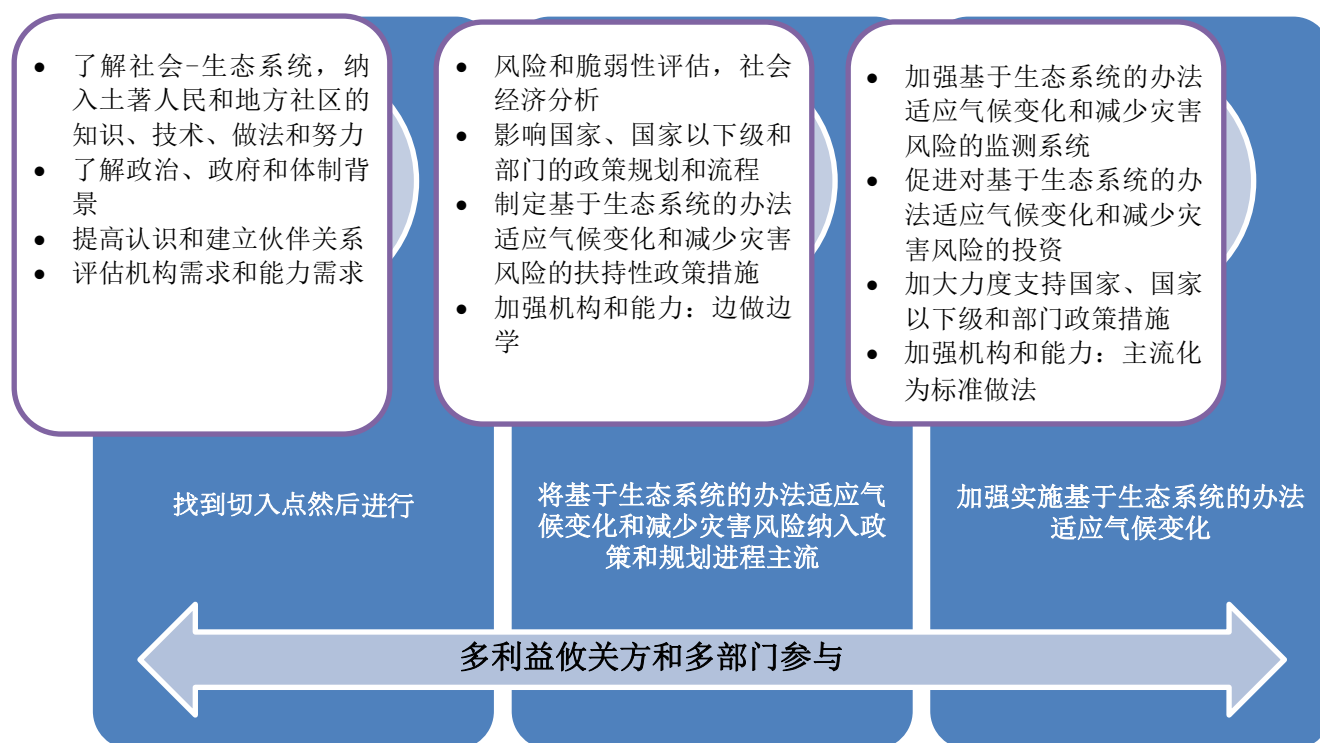 • 了解社会-生态系统，纳
入土著人民和地方社区的
知识、技术、做法和努力
• 了解政治、政府和体制背
景
• 提高认识和建立伙伴关系
• 评估机构需求和能力需求
• 风险和脆弱性评估，社会
经济分析
• 影响国家、国家以下级和
部门的政策规划和流程
• 制定基于生态系统的办法
适应气候变化和减少灾害
风险的扶持性政策措施
• 加强机构和能力：边做边
学
• 加强基于生态系统的办法
适应气候变化和减少灾害
风险的监测系统
• 促进对基于生态系统的办
法适应气候变化和减少灾
害风险的投资
• 加大力度支持国家、国家
以下级和部门政策措施
• 加强机构和能力：主流化
为标准做法
找到切入点然后进行
将基于生态系统的办法适应气
候变化和减少灾害风险纳入政
策和规划进程主流
加强实施基于生态系统的办法
适应气候变化
多利益攸关方和多部门参与